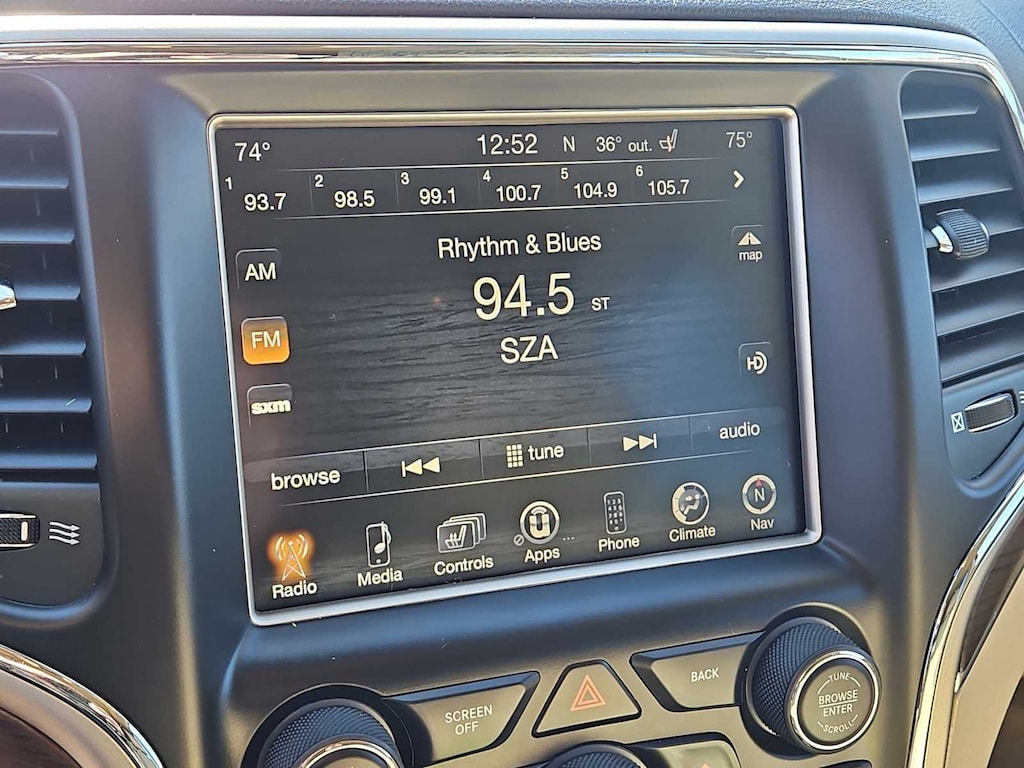 74° 12:52 N 36° out. 75°
1 93.7 2 98.5 3 99.1 4 100.7 5 104.9 6 105.7
Rhythm & Blues
map
AM
94.5 ST
FM
SZA
HD
sxm
browse tune audio
Radio Media Controls Apps ... Phone Climate Nav
N
SCREEN OFF
BACK
TUNE
BROWSE
ENTER
SCROLL